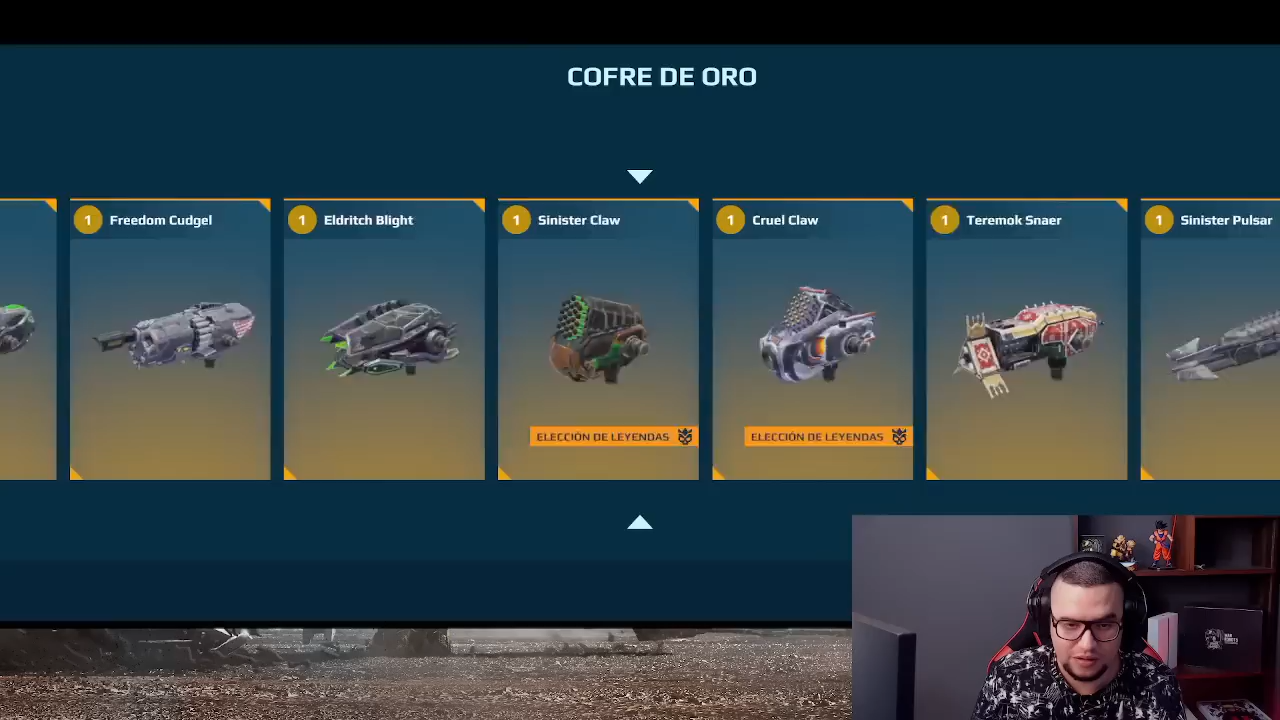 COFRE DE ORO
1 Freedom Cudgel
1 Eldritch Blight
1 Sinister Claw
1 Cruel Claw
1 Teremok Snaer
1 Sinister Pulsar
ELECCIÓN DE LEYENDAS
ELECCIÓN DE LEYENDAS